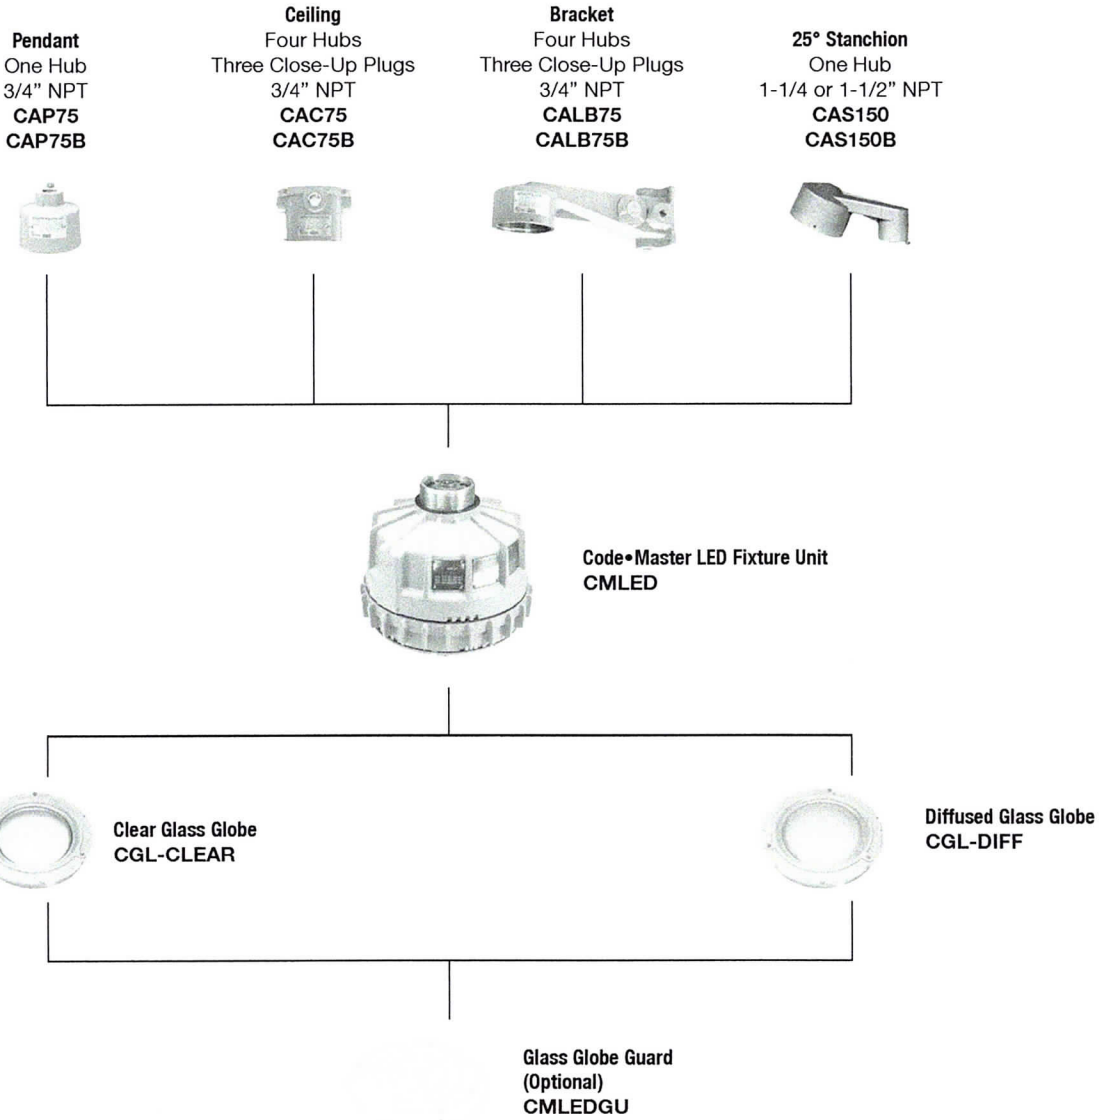 Pendant
One Hub
3/4” NPT
CAP75
CAP75B
Ceiling
Four Hubs
Three Close-Up Plugs
3/4” NPT
CAC75
CAC75B
Bracket
Four Hubs
Three Close-Up Plugs
3/4” NPT
CALB75
CALB75B
25° Stanchion
One Hub
1-1/4 or 1-1/2” NPT
CAS150
CAS150B
Code•Master LED Fixture Unit
CMLED
Clear Glass Globe
CGL-CLEAR
Diffused Glass Globe
CGL-DIFF
Glass Globe Guard
(Optional)
CMLEDGU